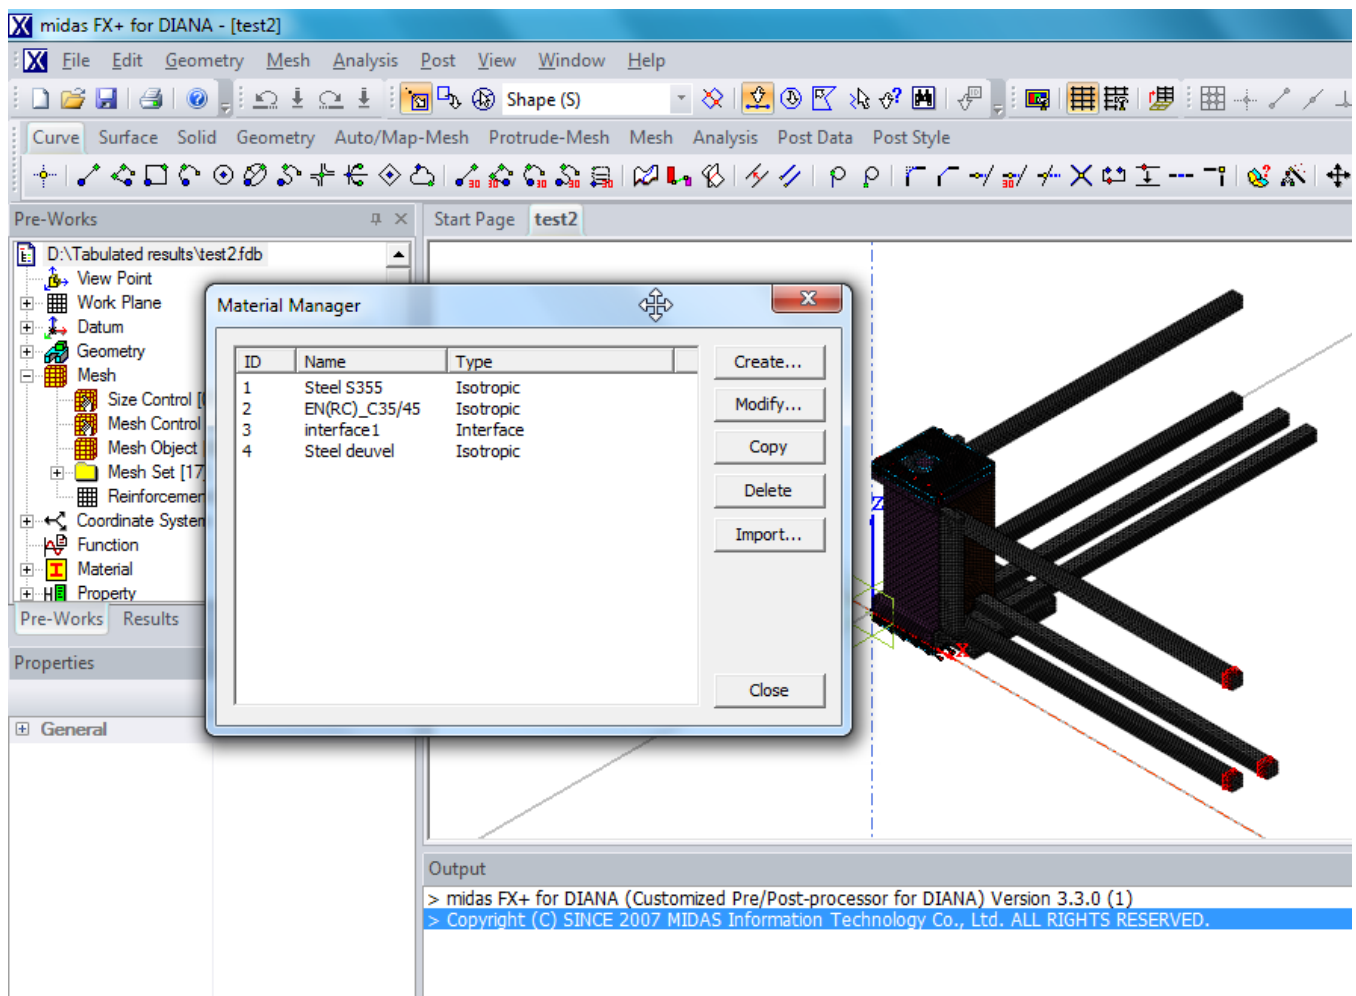 midas FX+ for DIANA - [test2]
File Edit Geometry Mesh Analysis Post View Window Help
Shape (S)
Curve Surface Solid Geometry Auto/Map-Mesh Protrude-Mesh Mesh Analysis Post Data Post Style
Pre-Works
Start Page test2
D:\Tabulated results\test2.fdb
View Point
Work Plane
Datum
Geometry
Mesh
Size Control
Mesh Control
Mesh Object
Mesh Set [17]
Reinforcemen
Coordinate System
Function
Material
Property
Pre-Works Results
Properties
General
Material Manager
ID Name Type
1 Steel S355 Isotropic
2 EN(RC)_C35/45 Isotropic
3 interface1 Interface
4 Steel deuvel Isotropic
Create...
Modify...
Copy
Delete
Import...
Close
Z
X
Output
> midas FX+ for DIANA (Customized Pre/Post-processor for DIANA) Version 3.3.0 (1)
> Copyright (C) SINCE 2007 MIDAS Information Technology Co., Ltd. ALL RIGHTS RESERVED.